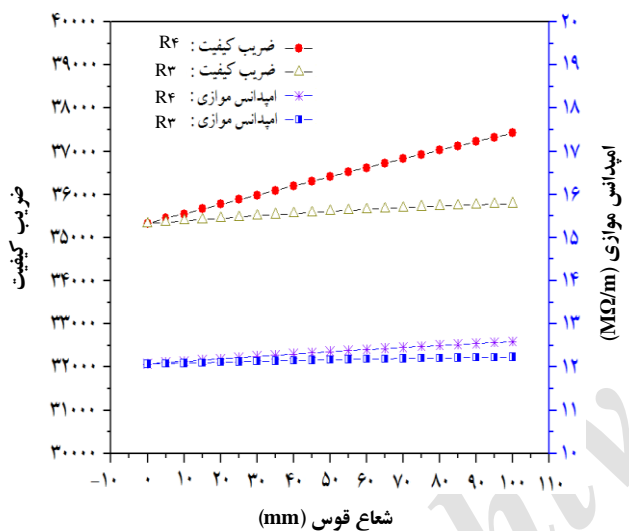 ضریب کیفیت : R۴
ضریب کیفیت : R۳
امپدانس موازی : R۴
امپدانس موازی : R۳
ضریب کیفیت
۴۰۰۰۰
۳۹۰۰۰
۳۸۰۰۰
۳۷۰۰۰
۳۶۰۰۰
۳۵۰۰۰
۳۴۰۰۰
۳۳۰۰۰
۳۲۰۰۰
۳۱۰۰۰
۳۰۰۰۰
امپدانس موازی (MΩ/m)
۲۰
۱۹
۱۸
۱۷
۱۶
۱۵
۱۴
۱۳
۱۲
۱۱
۱۰
-۱۰ ۰ ۱۰ ۲۰ ۳۰ ۴۰ ۵۰ ۶۰ ۷۰ ۸۰ ۹۰ ۱۰۰ ۱۱۰
شعاع قوس (mm)